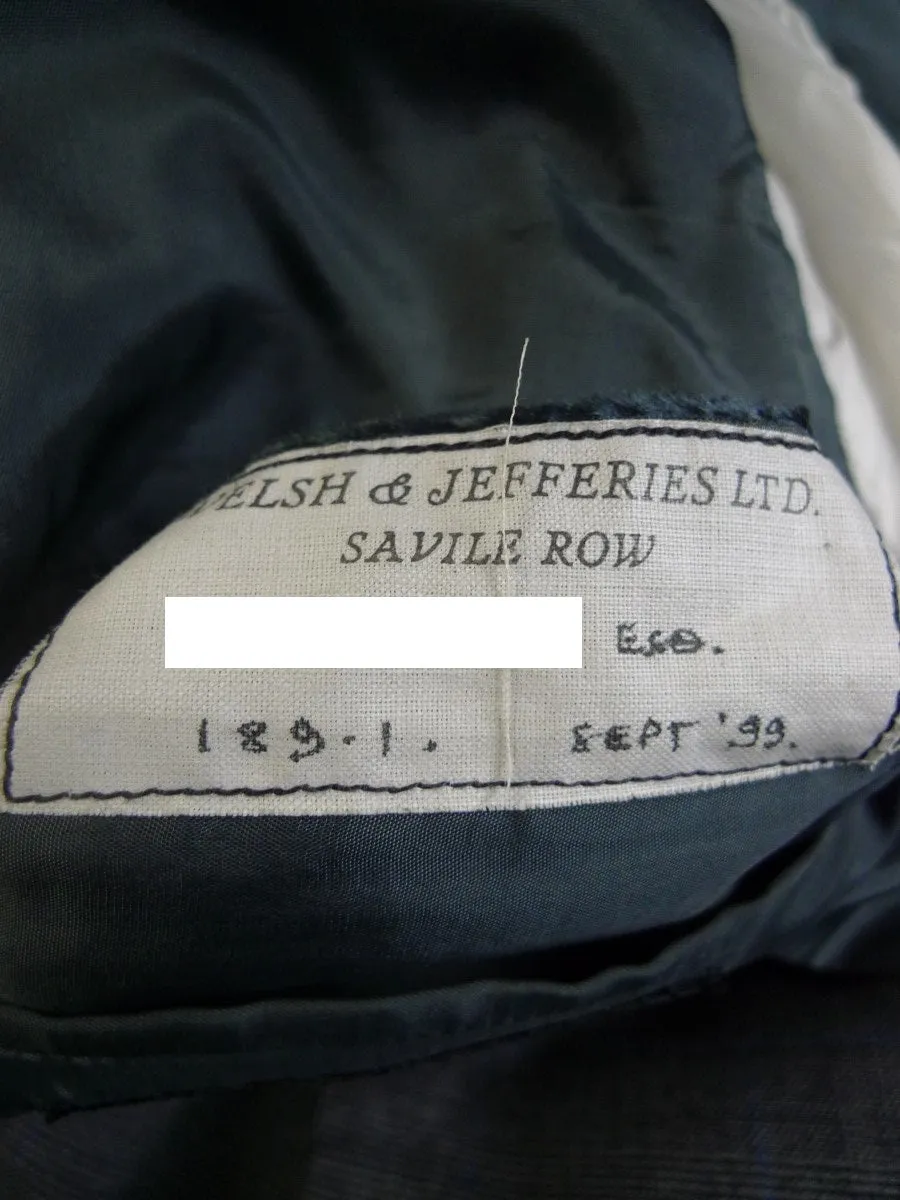 WELSH & JEFFERIES LTD.
SAVILE ROW
ESQ.
189-1. SEPT '99.